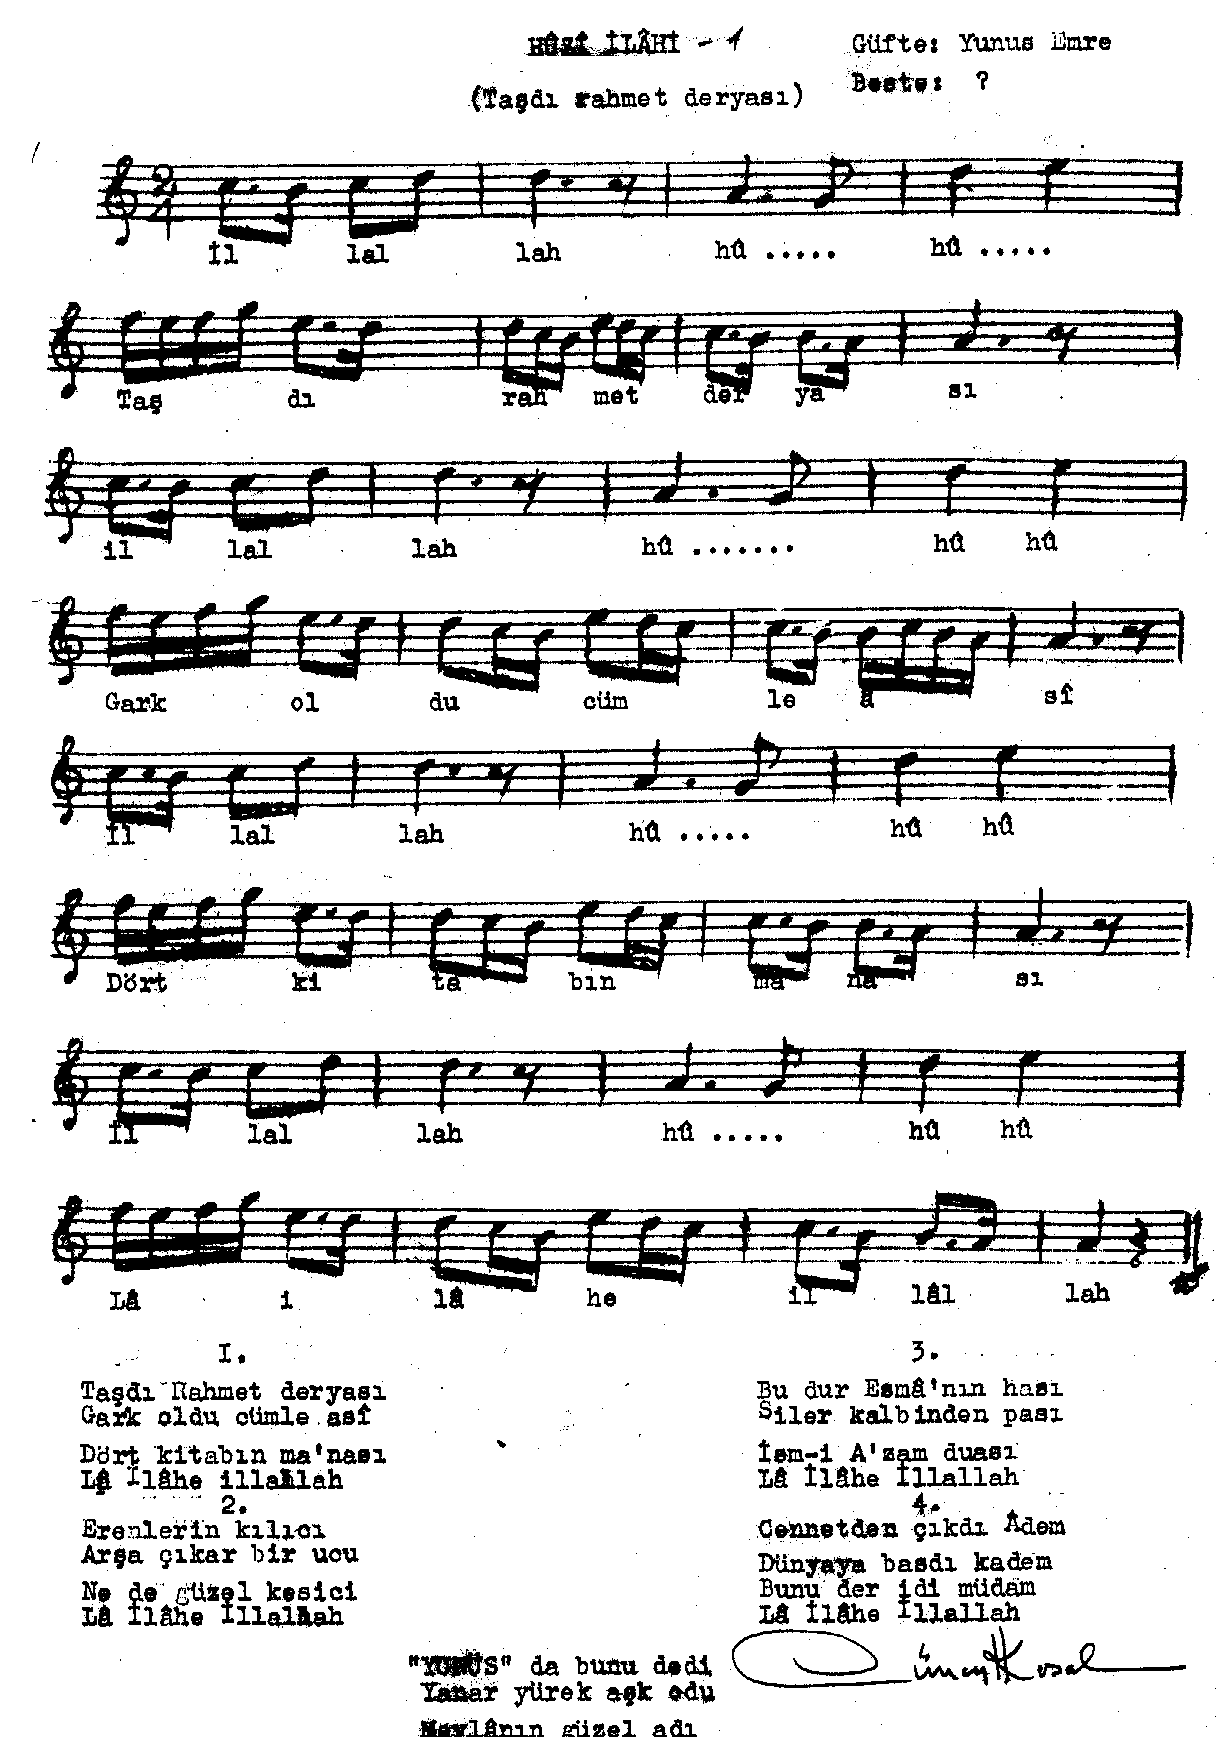 HÛZÎ İLÂHİ - 1
Güfte: Yunus Emre
Beste: ?
(Taşdı rahmet deryası)
2
4
İl lal lah hû ..... hû .....
Taş dı rah met der ya sı
il lal lah hû ....... hû hû
Gark ol du cüm le â sî
İl lal lah hû ..... hû hû
Dört ki ta bın ma na sı
İl lal lah hû ..... hû hû
LÂ i lâ he il lâl lah
I.
Taşdı Rahmet deryası
Gark oldu cümle asî
Dört kitabın ma'nası
LÂ İlâhe illallah
2.
Erenlerin kılıcı
Arşa çıkar bir ucu
Ne de güzel kesici
LÂ İlâhe İllallah
3.
Bu dur Esmâ'nın hası
Siler kalbinden pası
İsm-i A'zam duası
LÂ İlâhe İllallah
4.
Cennetden çıkdı Âdem
Dünyaya basdı kadem
Bunu der idi müdam
LÂ İlâhe İllallah
"YUNUS" da bunu dedi
Yanar yürek aşk odu
Mevlânın güzel adı